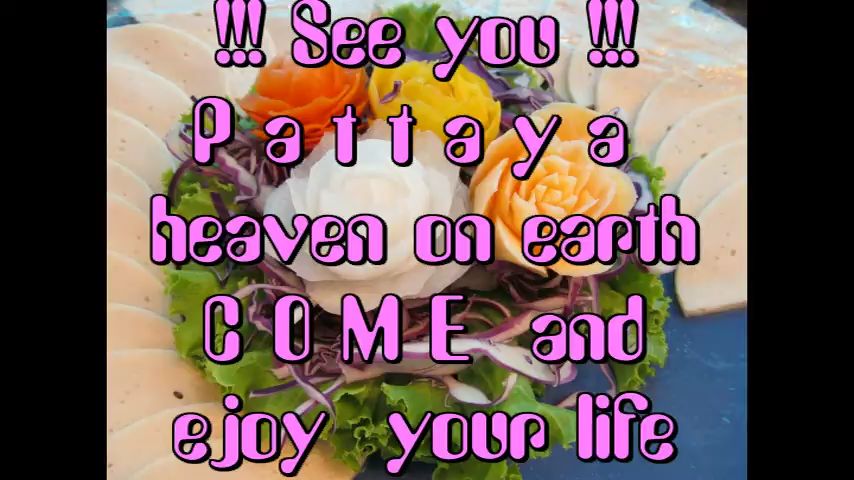 !!! See you !!!
P a t t a y a
heaven on earth
C O M E and
ejoy your life